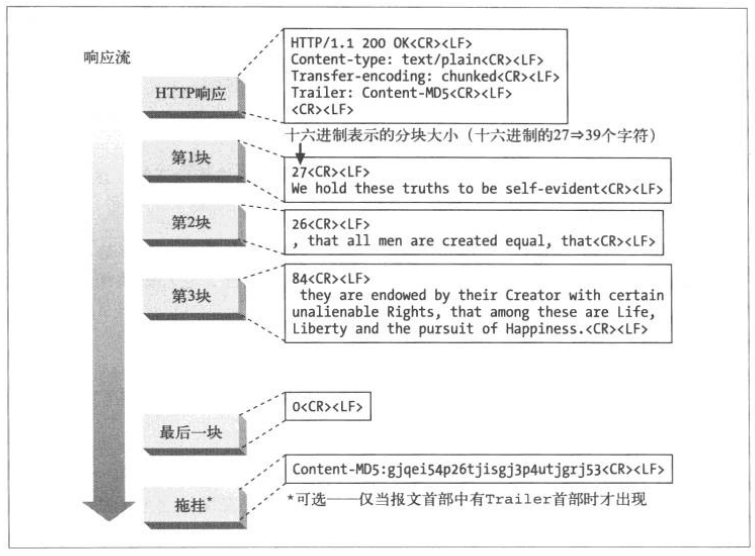 响应流
HTTP响应
HTTP/1.1 200 OK<CR><LF>
Content-type: text/plain<CR><LF>
Transfer-encoding: chunked<CR><LF>
Trailer: Content-MD5<CR><LF>
<CR><LF>
十六进制表示的分块大小（十六进制的27⇒39个字符）
第1块
27<CR><LF>
We hold these truths to be self-evident<CR><LF>
第2块
26<CR><LF>
, that all men are created equal, that<CR><LF>
第3块
84<CR><LF>
they are endowed by their Creator with certain
unalienable Rights, that among these are Life,
Liberty and the pursuit of Happiness.<CR><LF>
最后一块
0<CR><LF>
拖挂*
Content-MD5:gjqei54p26tjisgj3p4utjgrj53<CR><LF>
*可选——仅当报文首部中有Trailer首部时才出现